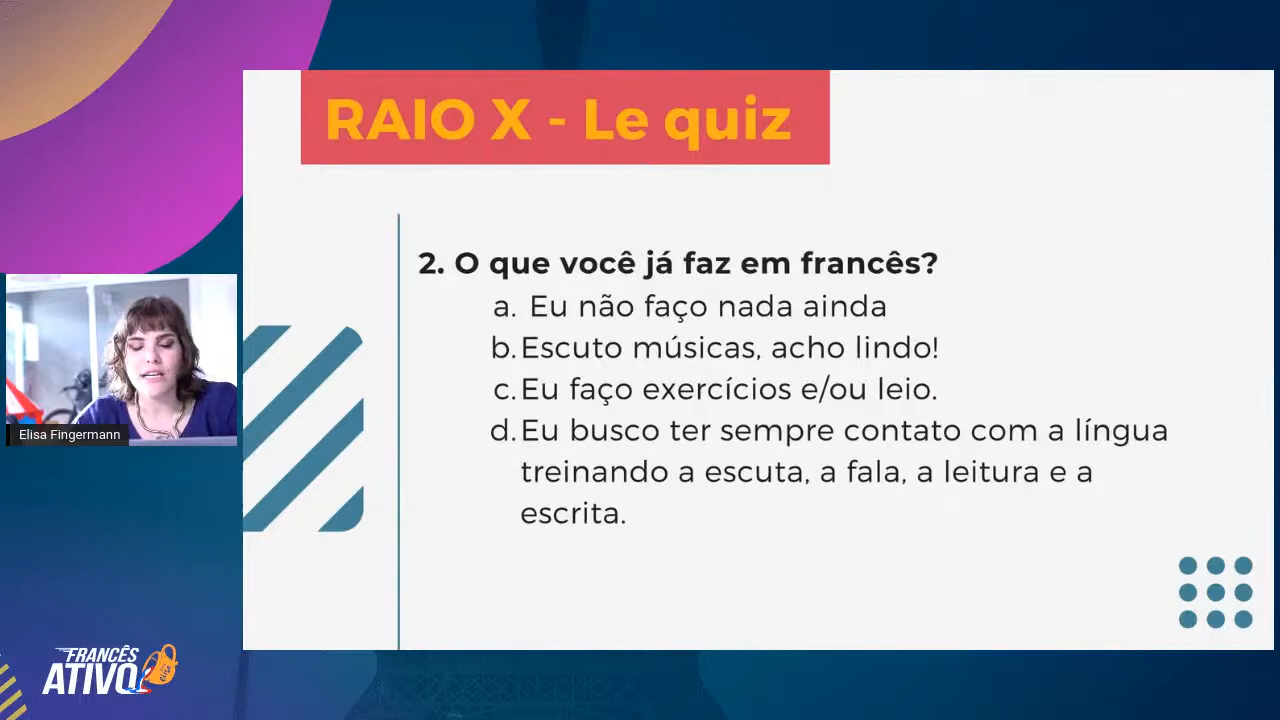 RAIO X - Le quiz
2. O que você já faz em francês?
a. Eu não faço nada ainda
b. Escuto músicas, acho lindo!
c. Eu faço exercícios e/ou leio.
d. Eu busco ter sempre contato com a língua
treinando a escuta, a fala, a leitura e a
escrita.
Elisa Fingermann
FRANCÊS
ATIVO